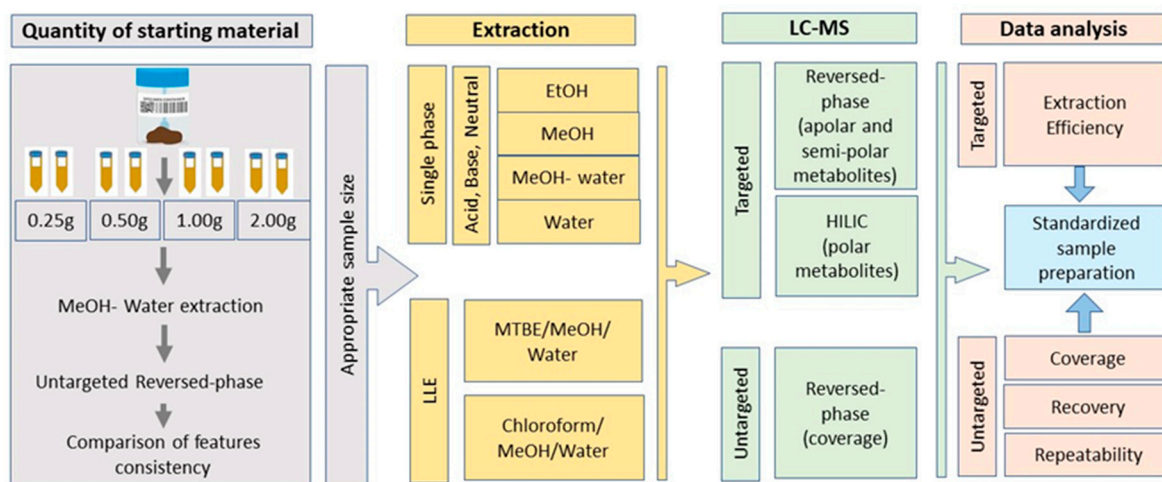 Quantity of starting material
0.25g
0.50g
1.00g
2.00g
MeOH- Water extraction
Untargeted Reversed-phase
Comparison of features
consistency
Appropriate sample size
Extraction
Single phase
Acid, Base, Neutral
EtOH
MeOH
MeOH- water
Water
LLE
MTBE/MeOH/
Water
Chloroform/
MeOH/Water
LC-MS
Targeted
Reversed-
phase
(apolar and
semi-polar
metabolites)
HILIC
(polar
metabolites)
Untargeted
Reversed-
phase
(coverage)
Data analysis
Targeted
Extraction
Efficiency
Standardized
sample
preparation
Untargeted
Coverage
Recovery
Repeatability